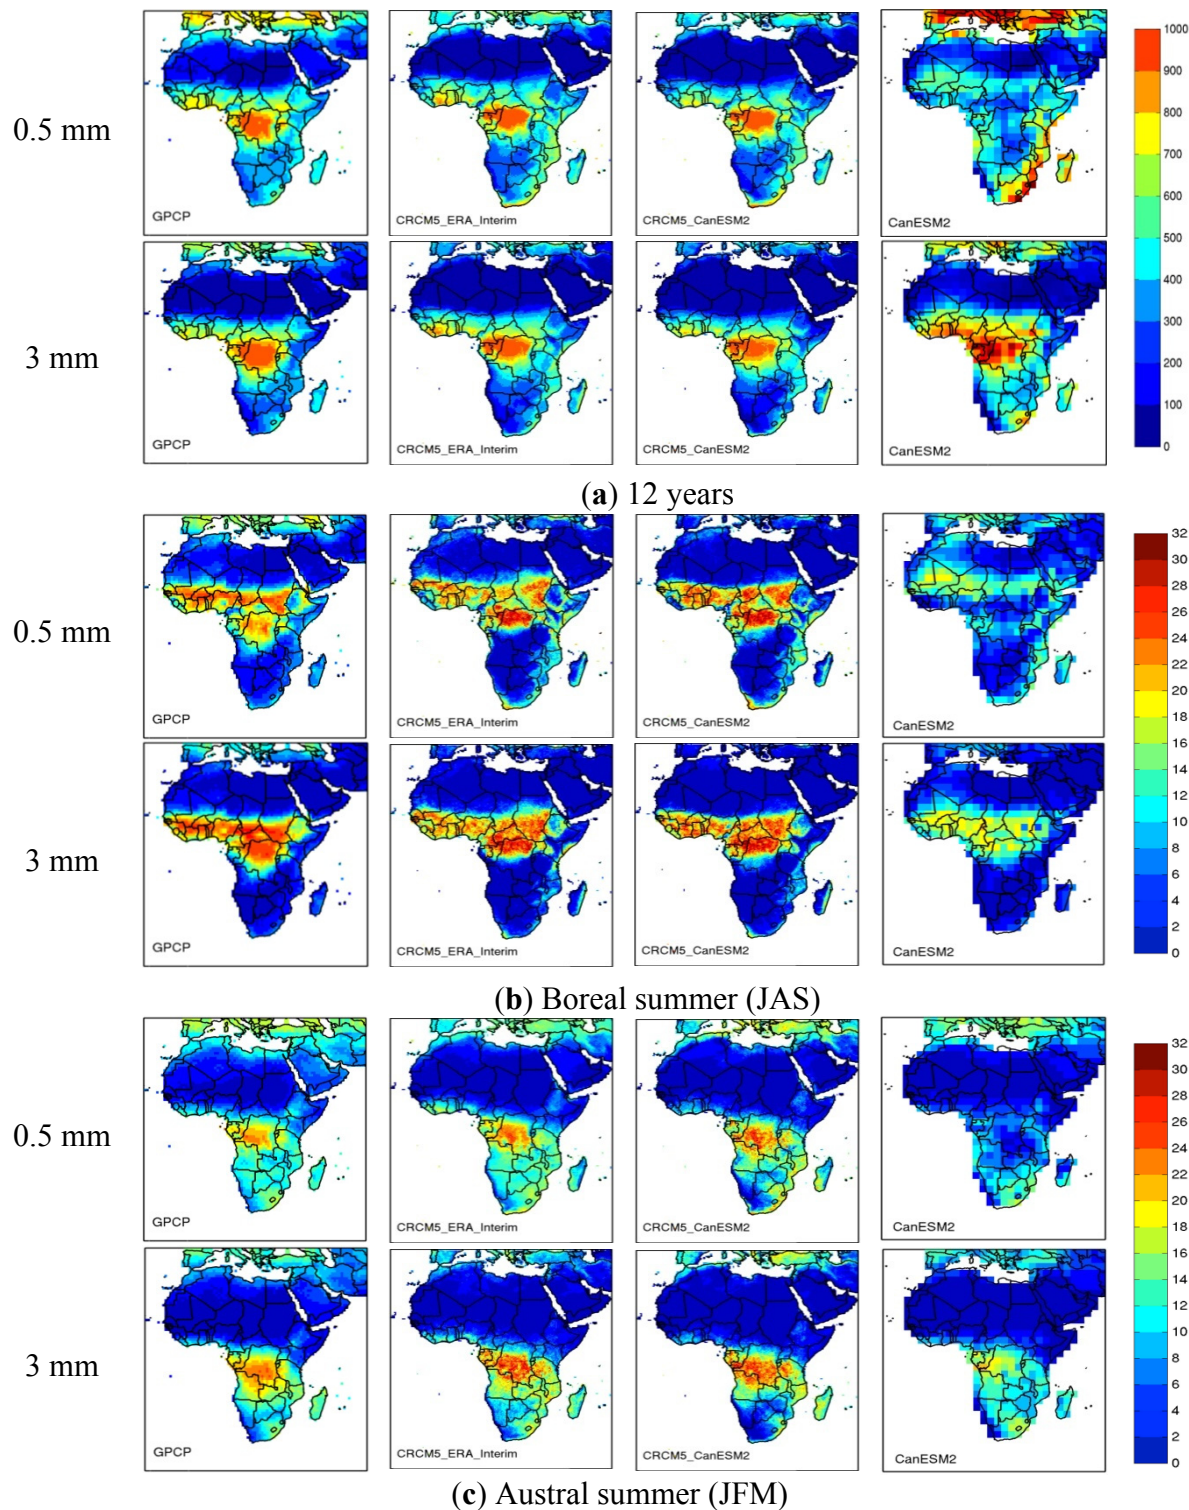 0.5 mm
GPCP
CRCM5_ERA_Interim
CRCM5_CanESM2
CanESM2
1000
900
800
700
600
500
400
300
200
100
0
3 mm
GPCP
CRCM5_ERA_Interim
CRCM5_CanESM2
CanESM2
(a) 12 years
0.5 mm
GPCP
CRCM5_ERA_Interim
CRCM5_CanESM2
CanESM2
32
30
28
26
24
22
20
18
16
14
12
10
8
6
4
2
0
3 mm
GPCP
CRCM5_ERA_Interim
CRCM5_CanESM2
CanESM2
(b) Boreal summer (JAS)
0.5 mm
GPCP
CRCM5_ERA_Interim
CRCM5_CanESM2
CanESM2
32
30
28
26
24
22
20
18
16
14
12
10
8
6
4
2
0
3 mm
GPCP
CRCM5_ERA_Interim
CRCM5_CanESM2
CanESM2
(c) Austral summer (JFM)